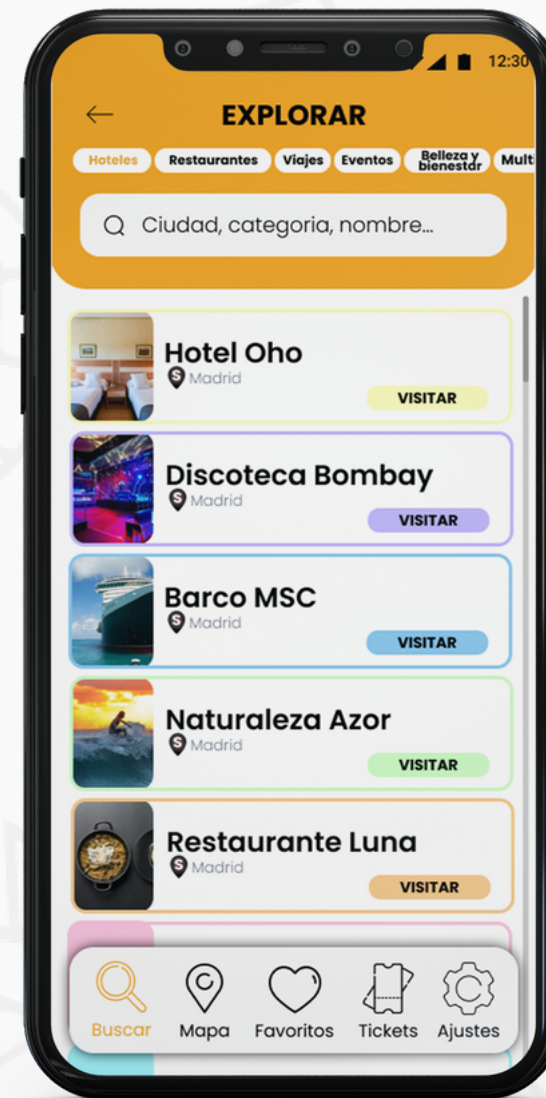 12:30
EXPLORAR
Hoteles Restaurantes Viajes Eventos Belleza y bienestar Mult
Ciudad, categoria, nombre...
Hotel Oho
S Madrid
VISITAR
Discoteca Bombay
S Madrid
VISITAR
Barco MSC
S Madrid
VISITAR
Naturaleza Azor
S Madrid
VISITAR
Restaurante Luna
S Madrid
VISITAR
Buscar Mapa Favoritos Tickets Ajustes